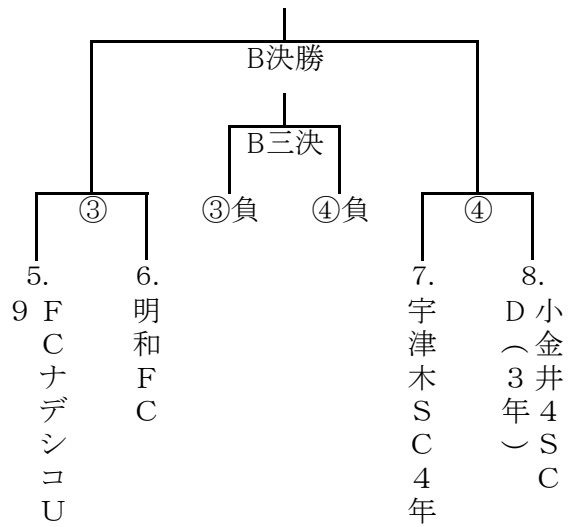 B決勝
B三決
③
③負
④負
④
5.
6.
7.
8.
FCナデシコU
9
明和FC
宇津木SC4年
小金井4SC
D(3年)